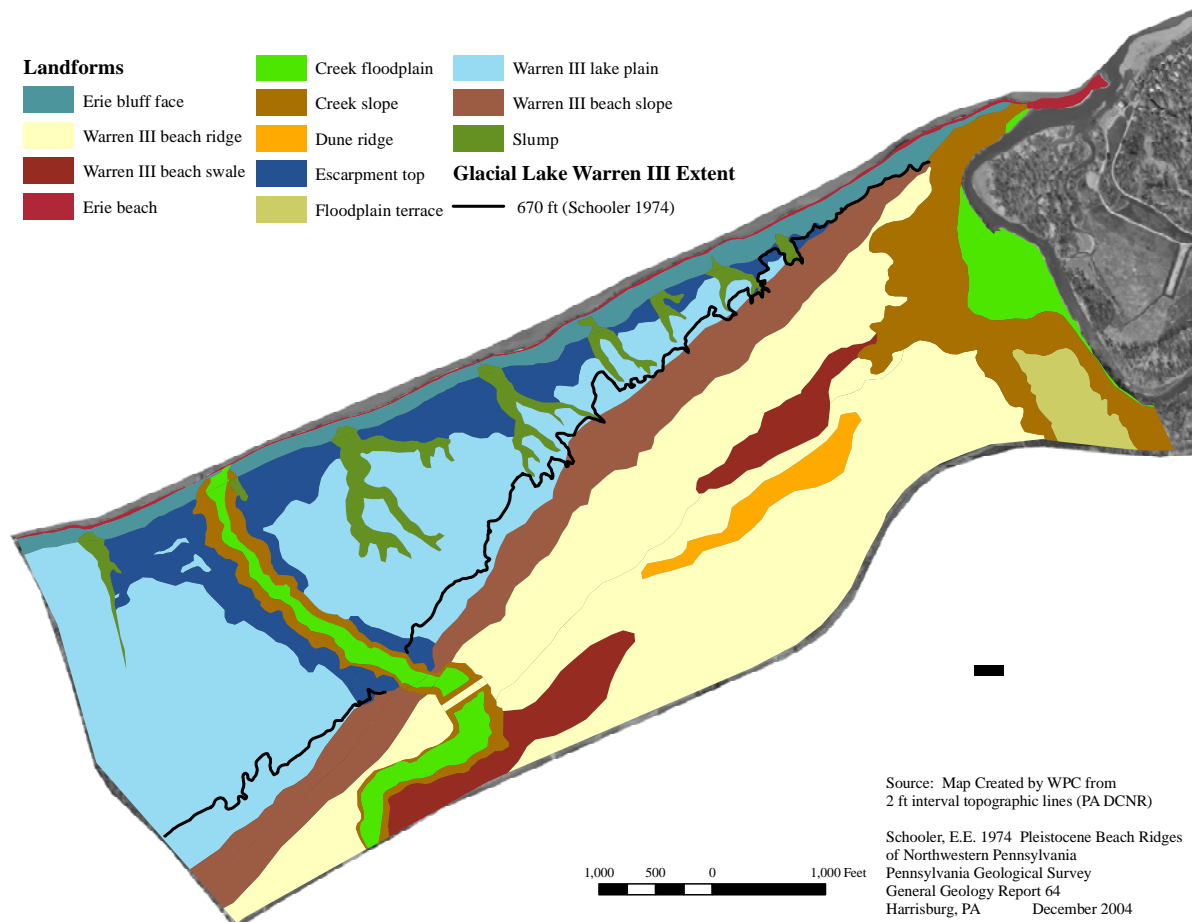 Landforms
Erie bluff face
Warren III beach ridge
Warren III beach swale
Erie beach
Creek floodplain
Creek slope
Dune ridge
Escarpment top
Floodplain terrace
Warren III lake plain
Warren III beach slope
Slump
Glacial Lake Warren III Extent
670 ft (Schooler 1974)
1,000 500 0 1,000 Feet
Source: Map Created by WPC from
2 ft interval topographic lines (PA DCNR)
Schooler, E.E. 1974 Pleistocene Beach Ridges
of Northwestern Pennsylvania
Pennsylvania Geological Survey
General Geology Report 64
Harrisburg, PA December 2004